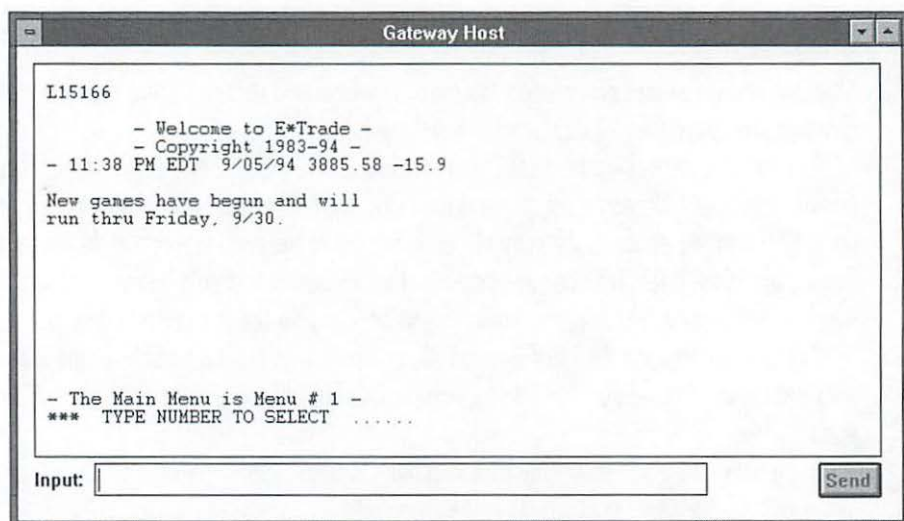 Gateway Host
L15166
- Welcome to E*Trade -
- Copyright 1983-94 -
- 11:38 PM EDT 9/05/94 3885.58 -15.9
New games have begun and will
run thru Friday, 9/30.
- The Main Menu is Menu # 1 -
*** TYPE NUMBER TO SELECT ......
Input:
Send